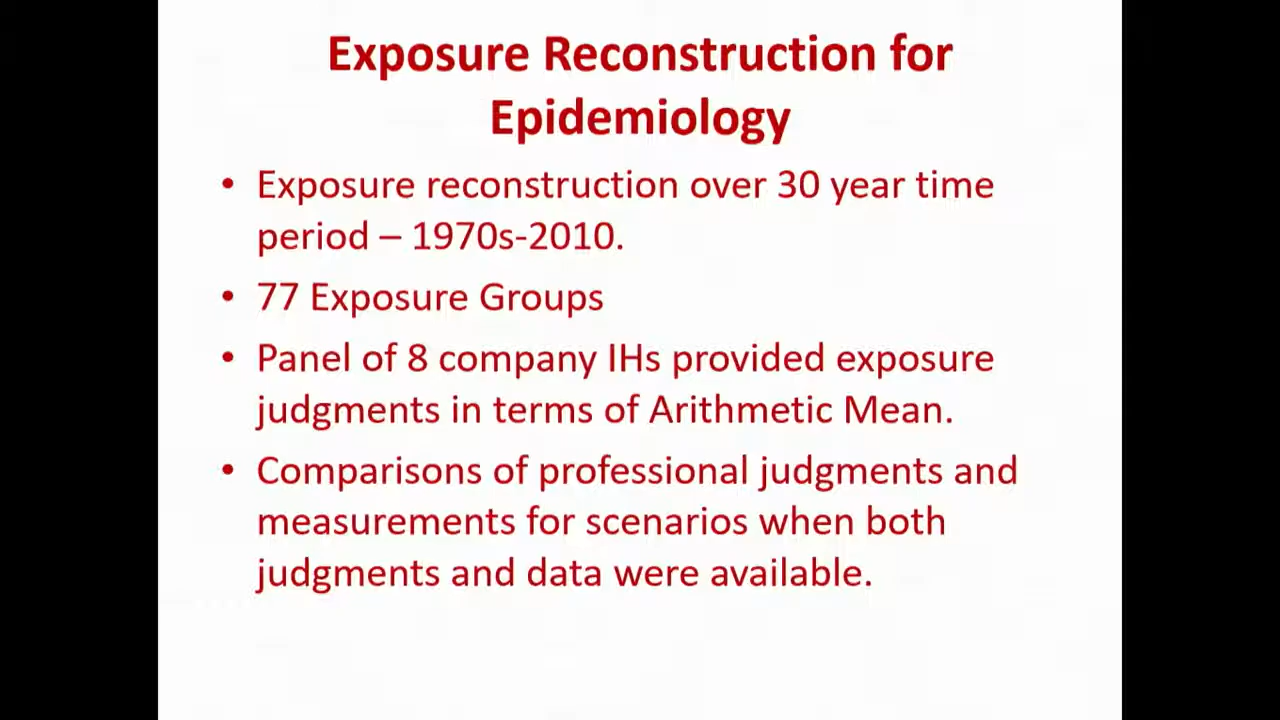 Exposure Reconstruction for
Epidemiology
• Exposure reconstruction over 30 year time
period – 1970s-2010.
• 77 Exposure Groups
• Panel of 8 company IHs provided exposure
judgments in terms of Arithmetic Mean.
• Comparisons of professional judgments and
measurements for scenarios when both
judgments and data were available.